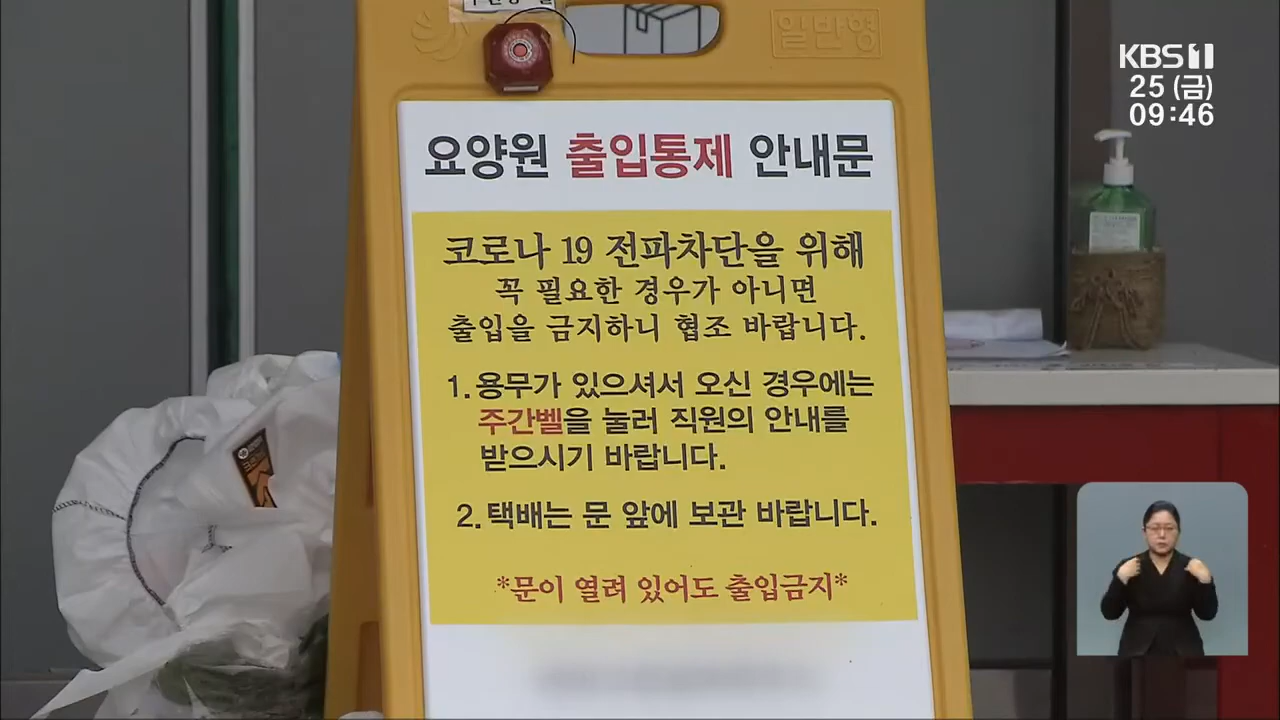 KBS1
25 (금)
09:46
일반형
요양원 출입통제 안내문
코로나 19 전파차단을 위해
꼭 필요한 경우가 아니면
출입을 금지하니 협조 바랍니다.
1. 용무가 있으셔서 오신 경우에는
주간벨을 눌러 직원의 안내를
받으시기 바랍니다.
2. 택배는 문 앞에 보관 바랍니다.
*문이 열려 있어도 출입금지*